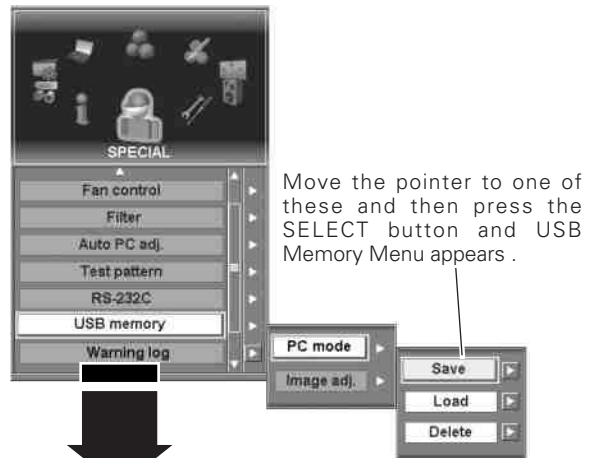 SPECIAL
Fan control
Filter
Auto PC adj.
Test pattern
RS-232C
USB memory
Warning log
Move the pointer to one of
these and then press the
SELECT button and USB
Memory Menu appears .
PC mode
Image adj.
Save
Load
Delete